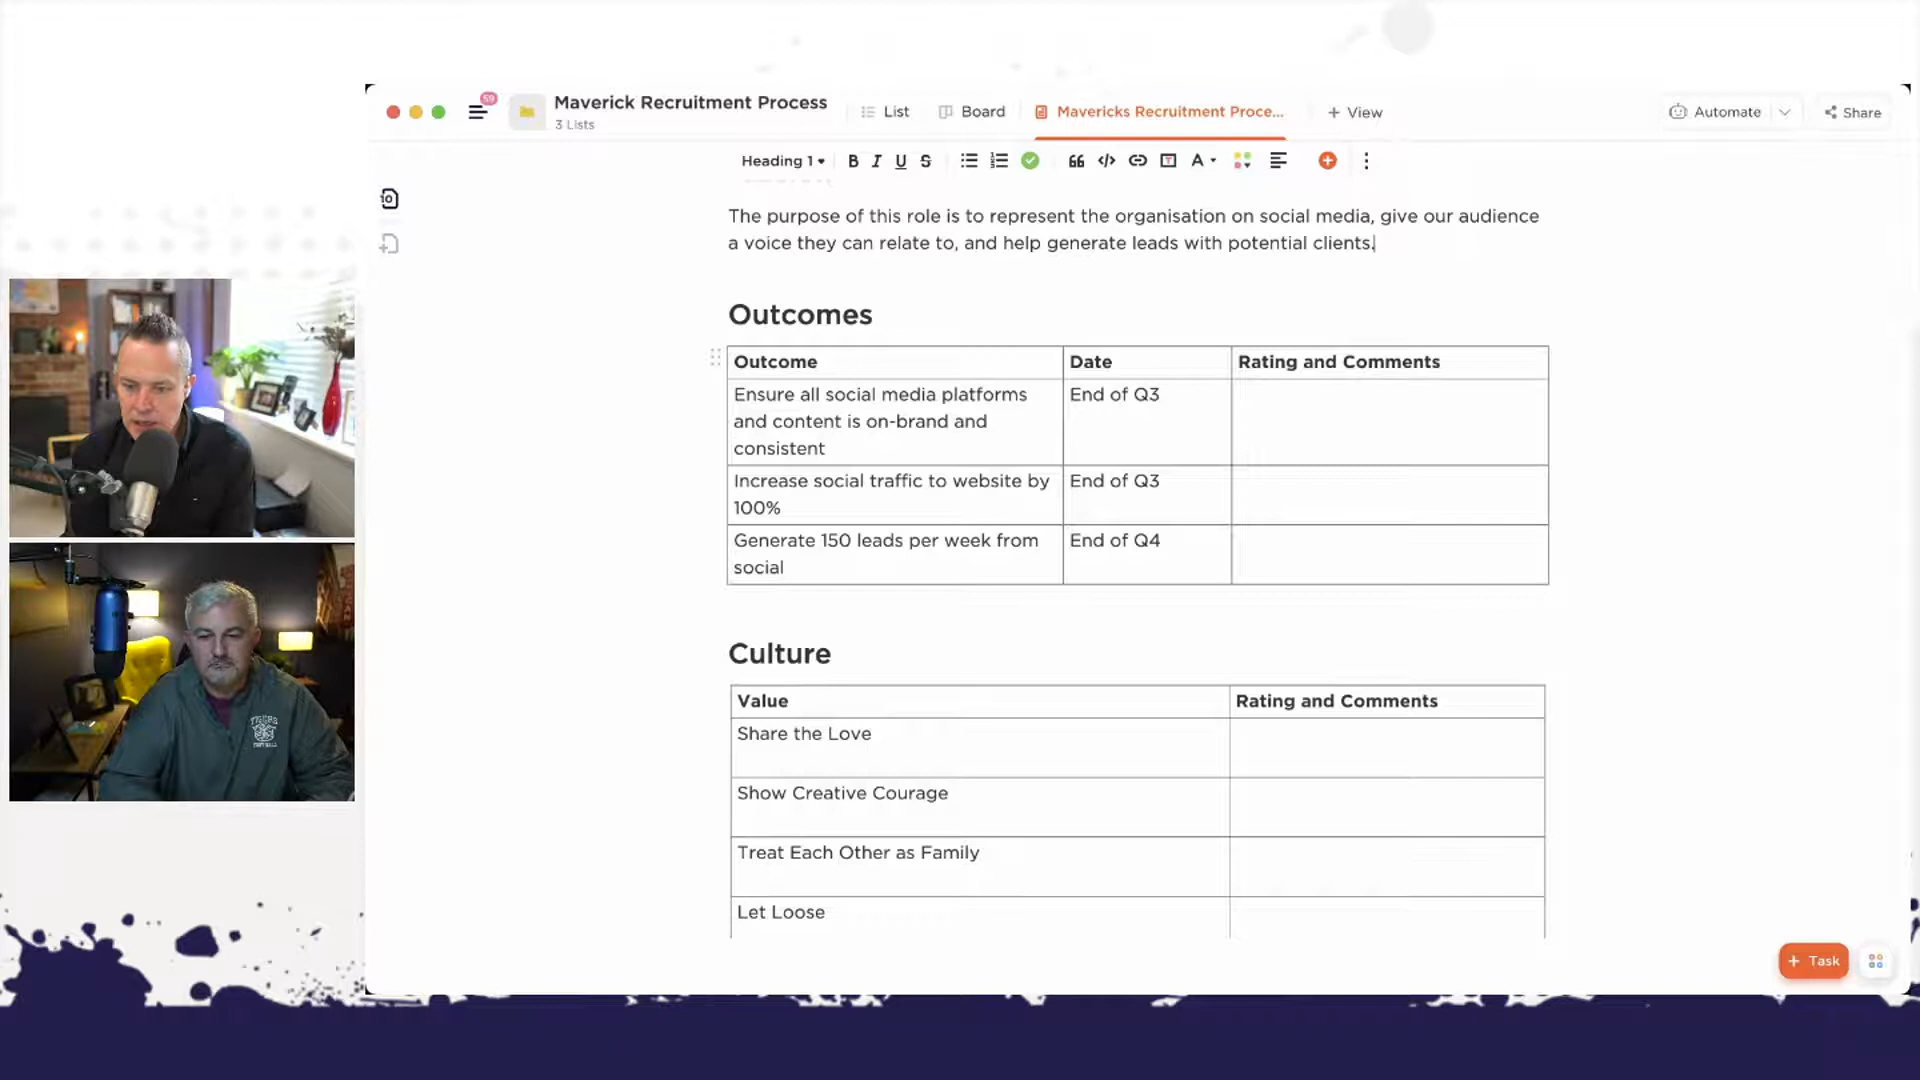 59
Maverick Recruitment Process
3 Lists
List
Board
Mavericks Recruitment Proce...
+ View
Automate
Share
Heading 1
B I U S
The purpose of this role is to represent the organisation on social media, give our audience
a voice they can relate to, and help generate leads with potential clients.
Outcomes
Outcome Date Rating and Comments
Ensure all social media platforms End of Q3
and content is on-brand and
consistent
Increase social traffic to website by End of Q3
100%
Generate 150 leads per week from End of Q4
social
Culture
Value Rating and Comments
Share the Love
Show Creative Courage
Treat Each Other as Family
Let Loose
+ Task
TIGERS